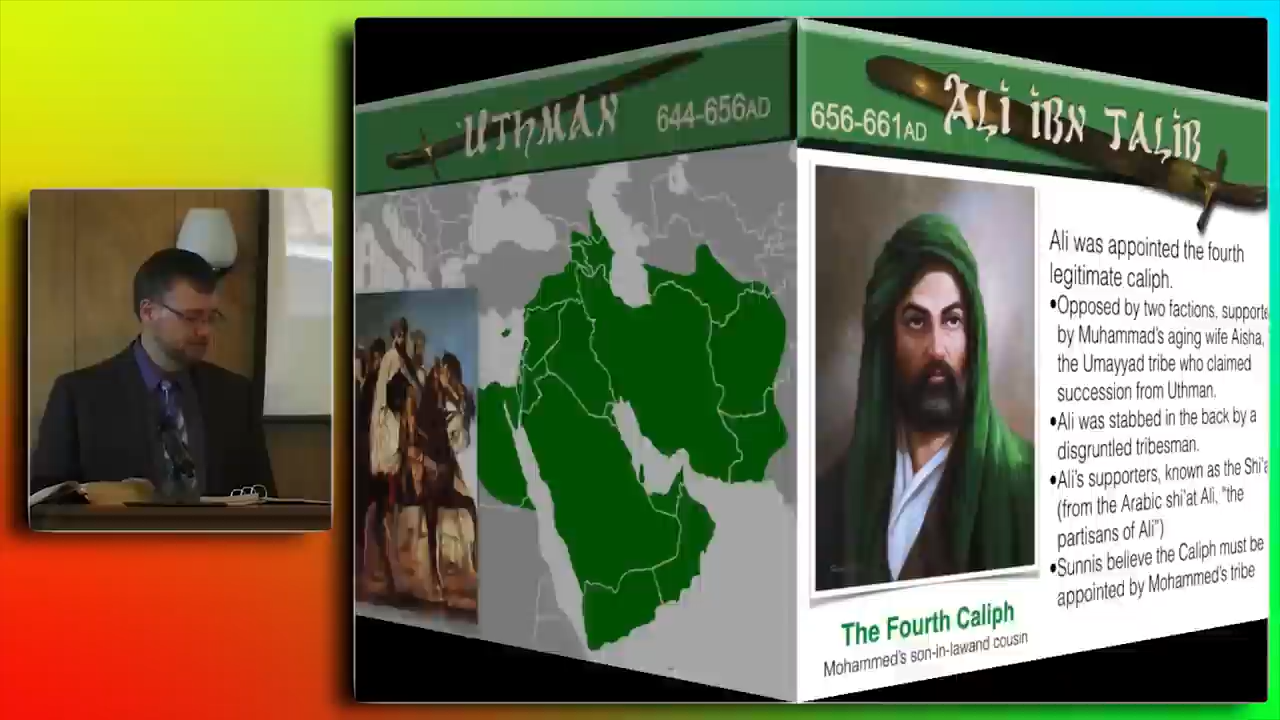 'UTHMAN 644-656AD
656-661AD ALI IBN TALIB
Ali was appointed the fourth
legitimate caliph.
•Opposed by two factions, supporte
by Muhammad's aging wife Aisha,
the Umayyad tribe who claimed
succession from Uthman.
•Ali was stabbed in the back by a
disgruntled tribesman.
•Ali's supporters, known as the Shi'a
(from the Arabic shi'at Ali, "the
partisans of Ali")
•Sunnis believe the Caliph must be
appointed by Mohammed's tribe
The Fourth Caliph
Mohammed's son-in-lawand cousin